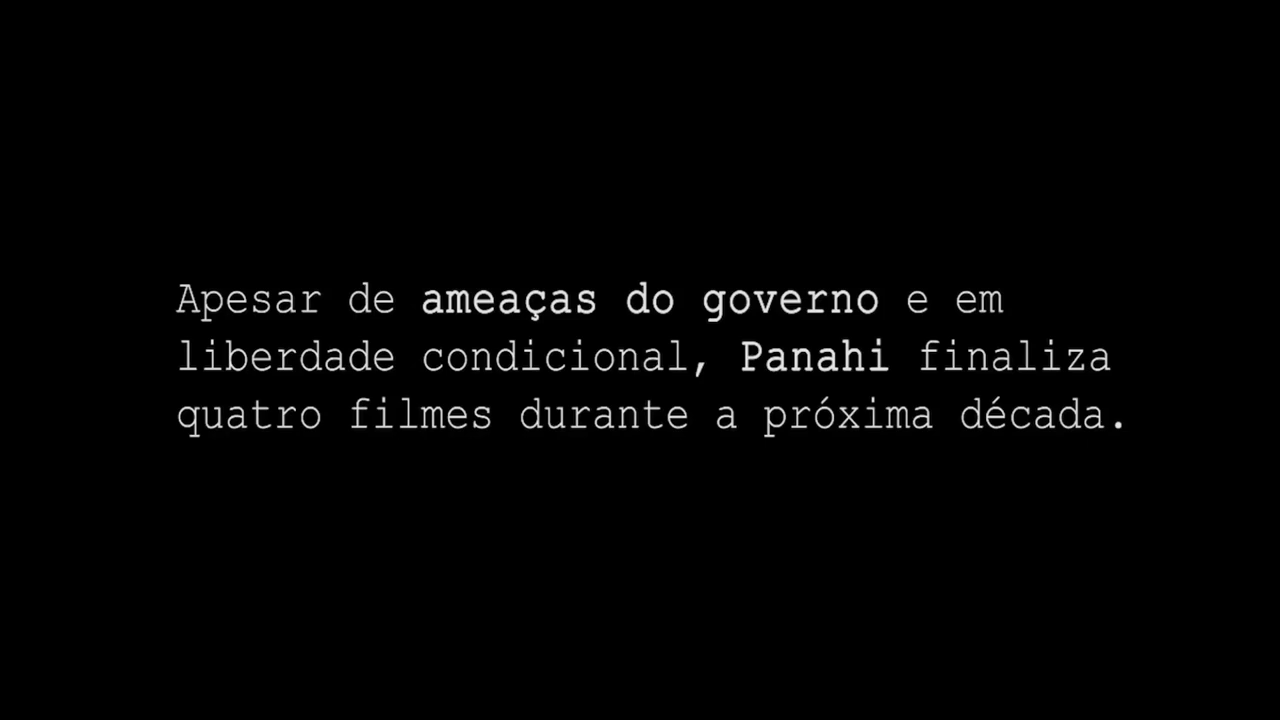 Apesar de ameaças do governo e em
liberdade condicional, Panahi finaliza
quatro filmes durante a próxima década.